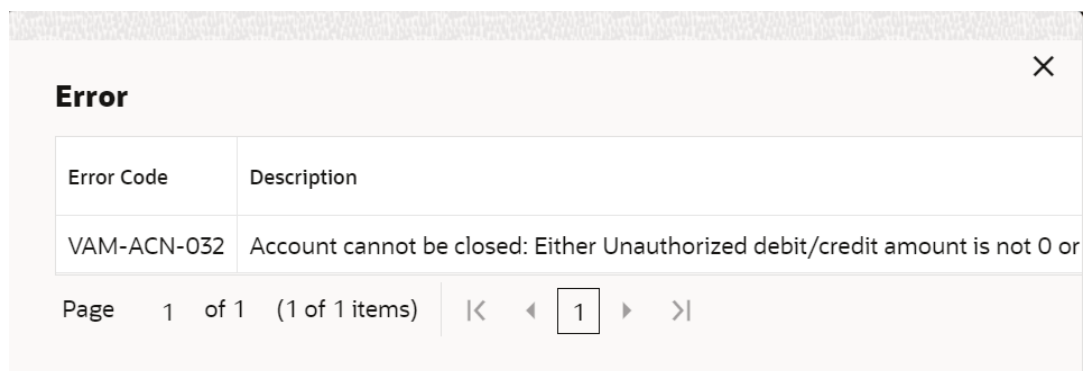 Error
Error Code Description
VAM-ACN-032 Account cannot be closed: Either Unauthorized debit/credit amount is not 0 or
Page 1 of 1 (1 of 1 items) 1